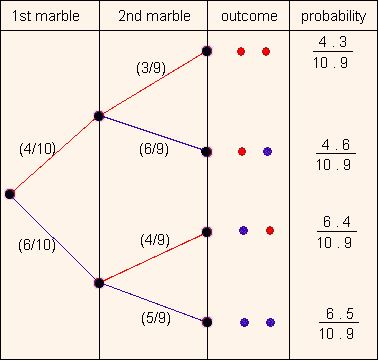 1st marble 2nd marble outcome probability
(3/9)
4 . 3
10 . 9
(4/10)
(6/9)
4 . 6
10 . 9
(6/10)
(4/9)
6 . 4
10 . 9
(5/9)
6 . 5
10 . 9